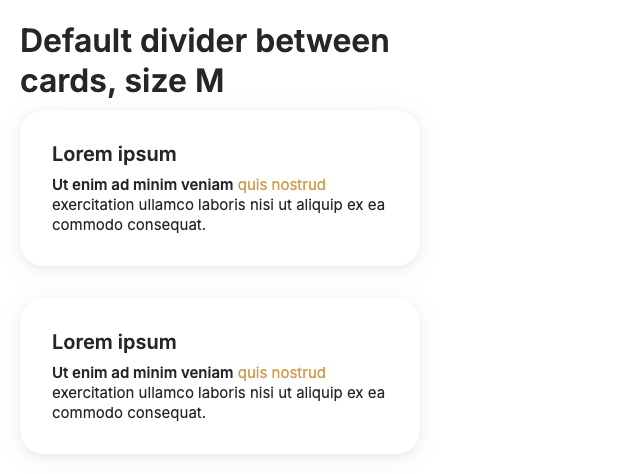 Default divider between
cards, size M
Lorem ipsum
Ut enim ad minim veniam quis nostrud
exercitation ullamco laboris nisi ut aliquip ex ea
commodo consequat.
Lorem ipsum
Ut enim ad minim veniam quis nostrud
exercitation ullamco laboris nisi ut aliquip ex ea
commodo consequat.